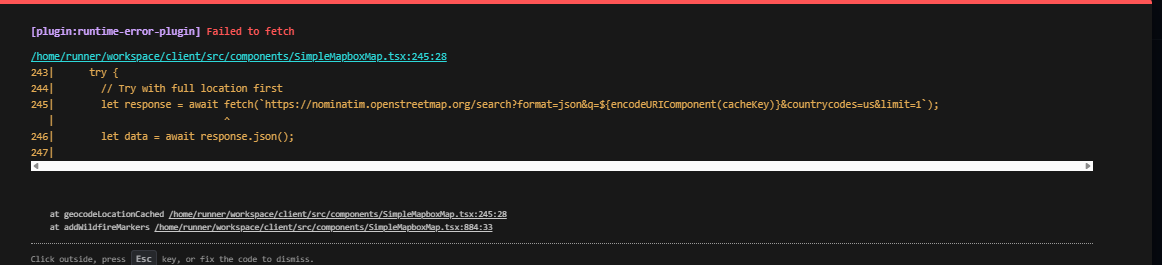 [plugin:runtime-error-plugin] Failed to fetch
/home/runner/workspace/client/src/components/SimpleMapboxMap.tsx:245:28
243|      try {
244|        // Try with full location first
245|        let response = await fetch(`https://nominatim.openstreetmap.org/search?format=json&q=${encodeURIComponent(cacheKey)}&countrycodes=us&limit=1`);
   |                             ^
246|        let data = await response.json();
247|
at geocodeLocationCached /home/runner/workspace/client/src/components/SimpleMapboxMap.tsx:245:28
at addWildfireMarkers /home/runner/workspace/client/src/components/SimpleMapboxMap.tsx:884:33
Click outside, press Esc key, or fix the code to dismiss.